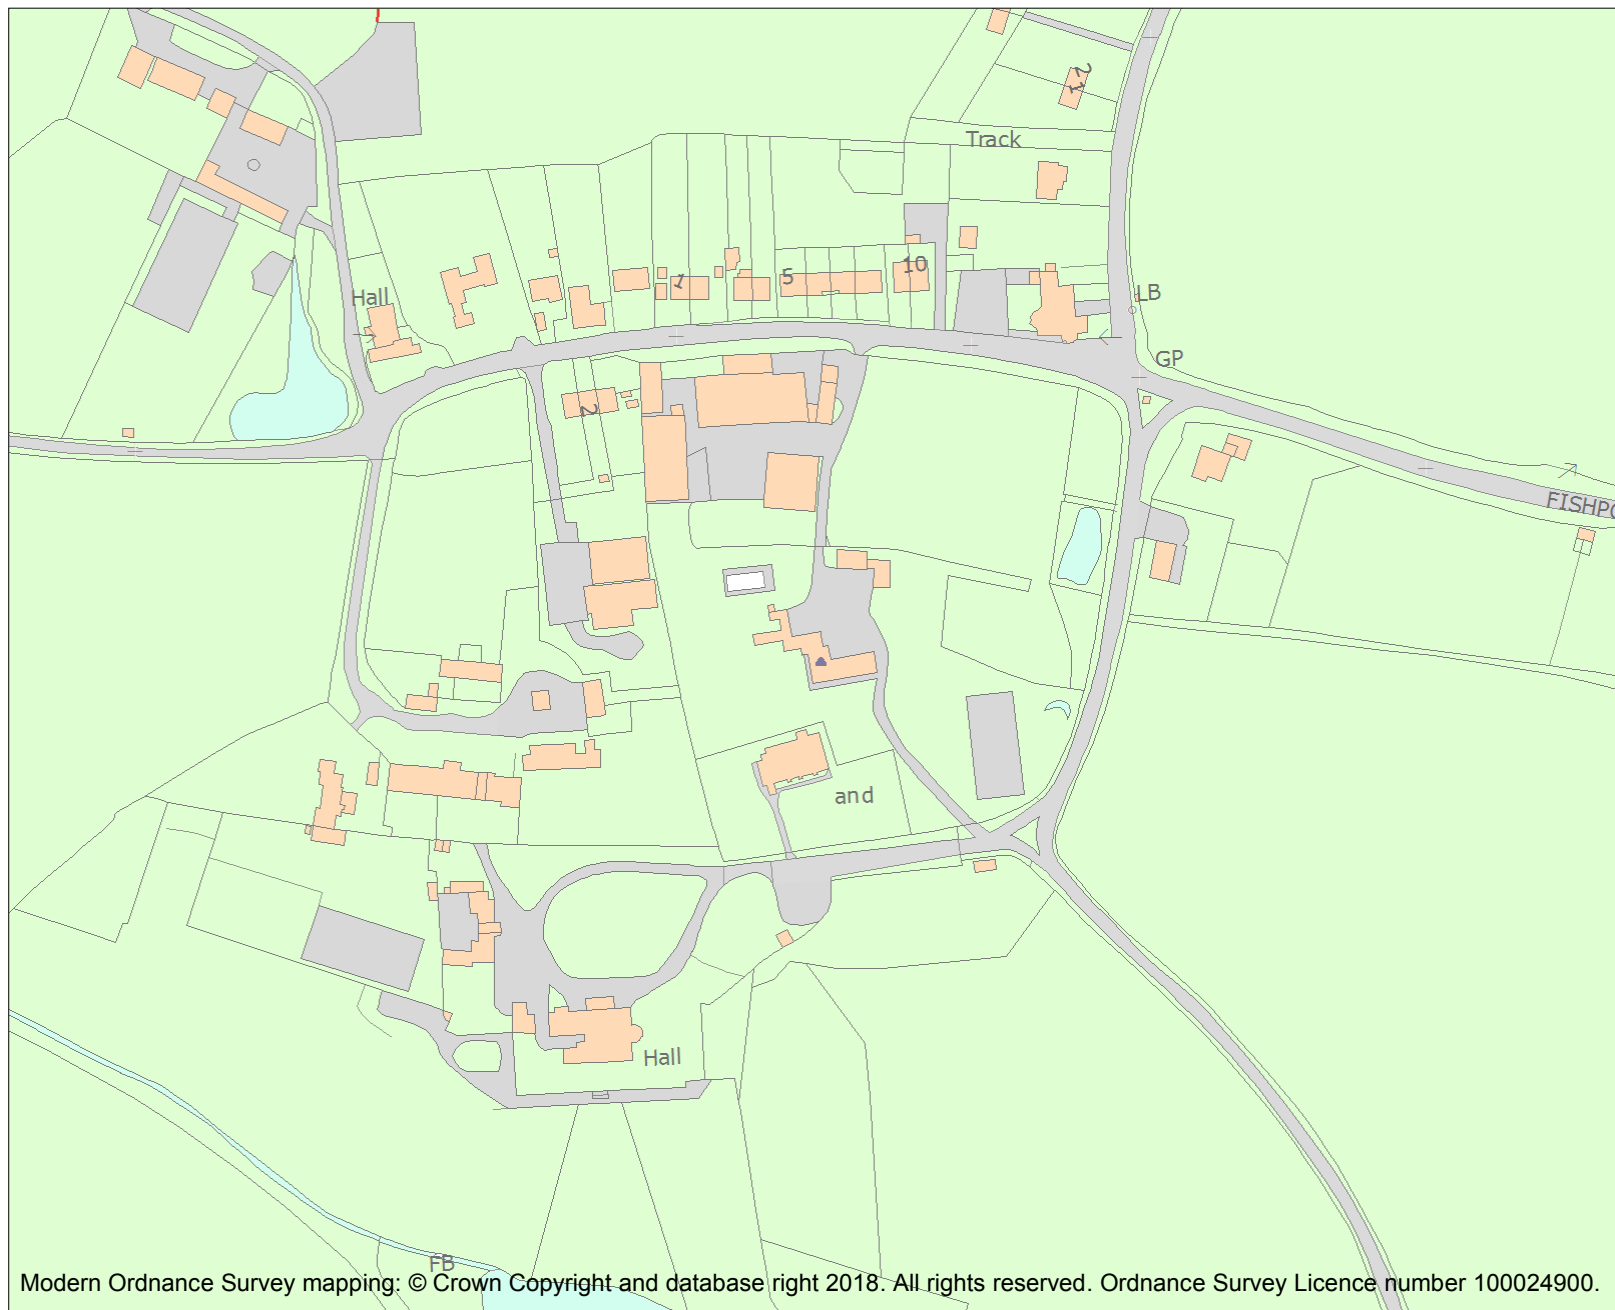 21
Track
Hall
1
5
10
LB
GP
2
FISHPO
and
Hall
FB
Modern Ordnance Survey mapping: © Crown Copyright and database right 2018. All rights reserved. Ordnance Survey Licence number 100024900.